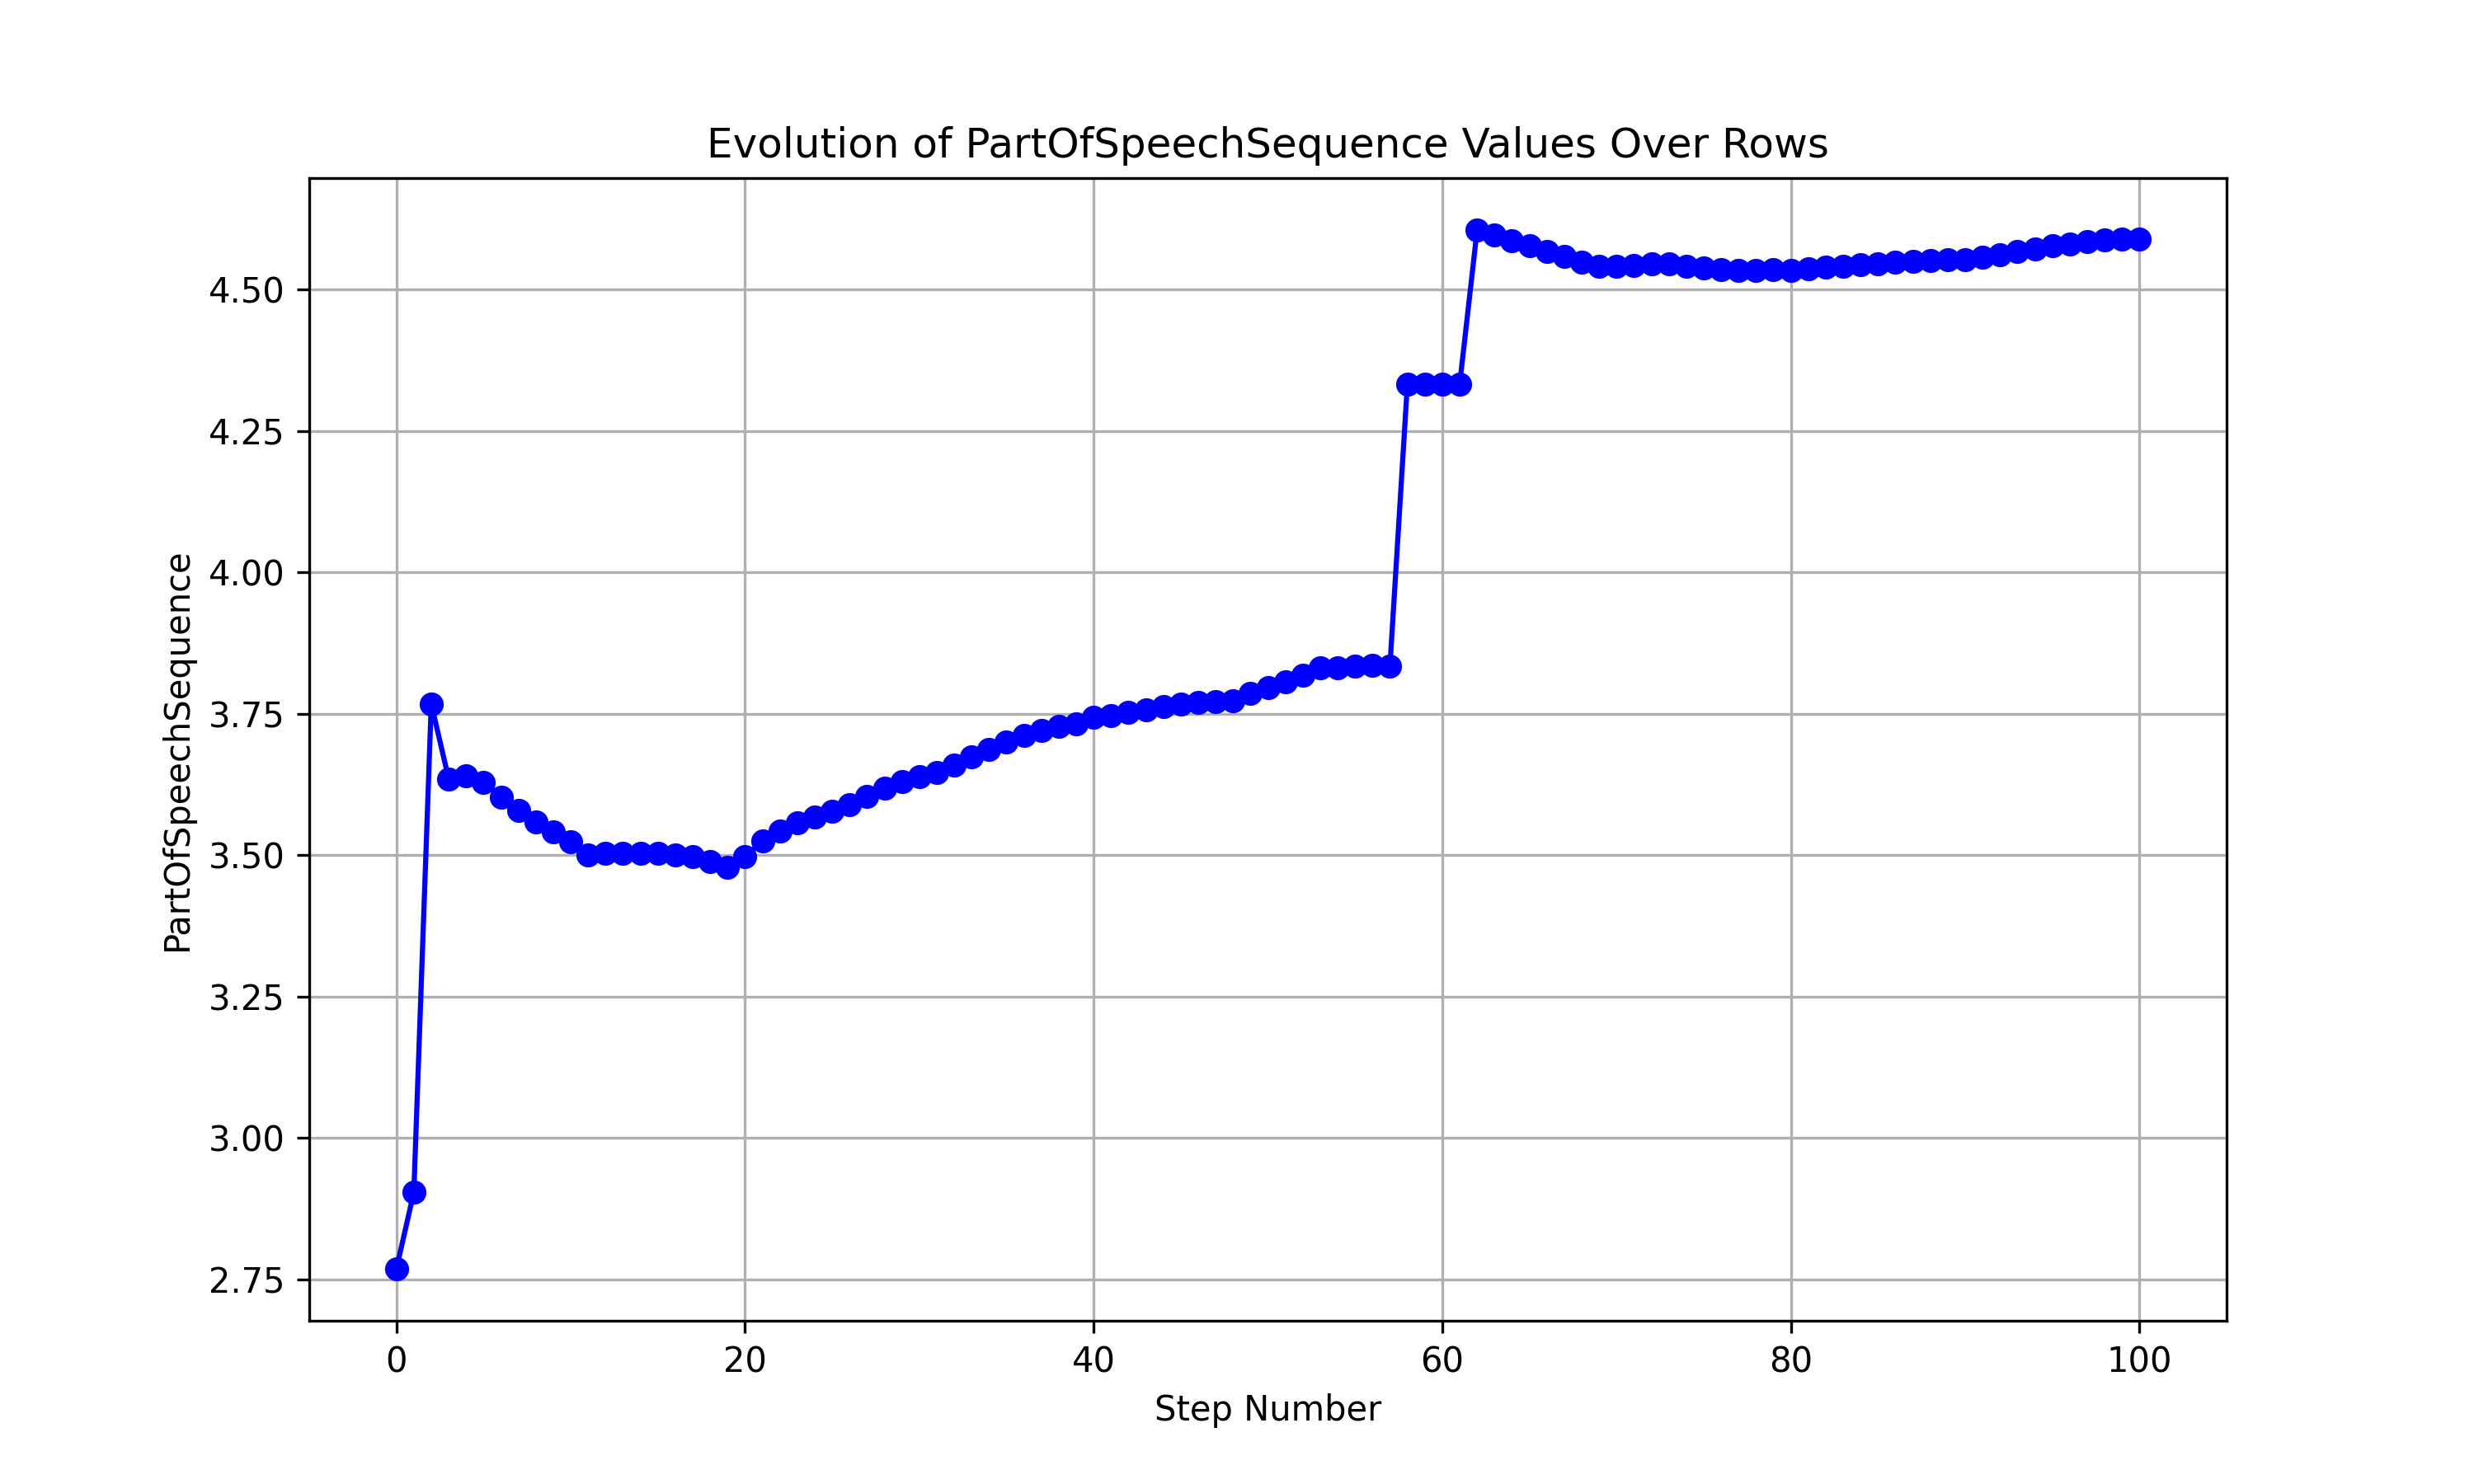 Evolution of PartOfSpeechSequence Values Over Rows
PartOfSpeechSequence
4.50
4.25
4.00
3.75
3.50
3.25
3.00
2.75
0 20 40 60 80 100
Step Number